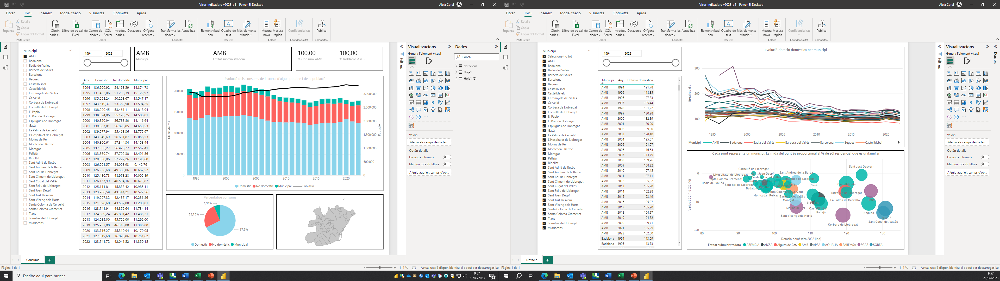 Visor_indicadors_v2023_p1 - Power BI Desktop
Aleix Coral
Fitxer Inici Insereix Modelització Visualitza Optimitza Ajuda
Enganxa
Retalla
Copia
Còpia del format
Porta-retalls
Obtén dades
Llibre de treball de l'Excel
Centre de dades
SQL Server
Introduïu dades.
Dataverse
Orígens recents
Dades
Transforma les dades
Actualitza
Consultes
Element visual nou
Quadre de text
Més elements visuals
insereix
Mesura nova
Mesura ràpida
Càlculs
Confidencialitat
Confidencialitat
Publica
Comparteix
Municipi
AMB
Badalona
Badia del Vallès
Barberà del Vallès
Barcelona
Begues
Castellbisbal
Castelldefels
Cerdanyola del Vallès
Cervelló
Corbera de Llobregat
Cornellà de Llobregat
El Papiol
El Prat de Llobregat
Esplugues de Llobregat
Gavà
La Palma de Cervelló
L'Hospitalet de Llobregat
Molins de Rei
Montcada i Reixac
Montgat
Pallejà
Ripollet
Sant Adrià de Besòs
Sant Andreu de la Barca
Sant Boi de Llobregat
Sant Climent de Llobregat
Sant Cugat del Vallès
Sant Feliu de Llobregat
Sant Joan Despí
Sant Just Desvern
Sant Vicenç dels Horts
Santa Coloma de Cervelló
Santa Coloma Gramenet
Tiana
Torrelles de Llobregat
Viladecans
1994 2022
AMB
Municipi
AMB
Entitat subministradora
100,00
% Consum AMB
100,00
% Població AMB
Any Domèstic No domèstic Municipal
1994 136.209,92 54.153,59 14.874,73
1995 131.452,06 51.236,39 15.129,97
1996 135.698,24 50.298,67 13.547,17
1997 143.619,37 53.362,90 13.594,25
1998 138.990,45 53.461,11 13.818,94
1999 138.324,06 55.195,75 14.506,01
2000 140.320,94 56.733,80 14.116,64
2001 139.887,01 56.898,85 14.650,53
2002 139.977,94 55.468,36 12.775,97
2003 143.249,69 56.631,87 15.056,53
2004 140.800,61 57.344,34 14.153,44
2005 137.585,27 56.920,77 12.557,41
2006 133.569,74 57.702,38 12.491,56
2007 129.850,06 57.297,26 13.195,60
2008 126.901,57 54.093,93 9.142,76
2009 126.236,68 49.383,06 10.667,52
2010 125.480,78 48.978,28 10.005,89
2011 126.157,99 46.594,16 10.673,87
2012 125.111,81 45.833,42 10.985,11
2013 123.966,59 43.344,21 10.522,56
2014 119.997,32 42.437,17 10.236,36
2015 121.398,60 43.567,08 11.200,01
2016 123.741,91 44.875,64 11.734,14
2017 124.689,24 45.801,42 11.485,21
2018 124.083,00 45.756,00 11.292,00
2019 125.937,00 46.340,00 11.386,00
2020 133.716,27 35.310,94 10.170,05
2021 127.819,60 36.098,86 10.751,62
2022 123.741,72 42.041,52 11.350,15
Evolució dels consums de la xarxa d'aigua potable i de la població
200.000
150.000
100.000
50.000
0
Milers de m3
3.000.000
2.500.000
2.000.000
1.500.000
1.000.000
500.000
0
Població
1995 2000 2005 2010 2015 2020
Domèstic No domèstic Municipal Població
Percentatge consums
6,36%
26,15%
67,5%
Domèstic No domèstic Municipal
Filtres
Visualitzacions
Genera l'element visual
R Py
Valors
Afegiu els camps de dades ...
Obtén detalls
Diversos informes
Mantén tots els filtres
Afegiu aquí els camps d'ob...
Dades
Cerca
dotacions
Hoja1
Hoja1 (2)
Consums
Pàgina 1 de 1
111 %
Actualització disponible (feu clic aquí per descarregar-la)
Escribe aquí para buscar.
9:57
21/06/2023
22
Visor_indicadors_v2023_p2 - Power BI Desktop
Aleix Coral
Fitxer Inici Insereix Modelització Visualitza Optimitza Ajuda
Enganxa
Retalla
Copia
Còpia del format
Porta-retalls
Obtén dades
Llibre de treball de l'Excel
Centre de dades
SQL Server
Introduïu dades.
Dataverse
Orígens recents
Dades
Transforma les dades
Actualitza
Consultes
Element visual nou
Quadre de text
Més elements visuals
insereix
Mesura nova
Mesura ràpida
Càlculs
Confidencialitat
Confidencialitat
Publica
Comparteix
Municipi
Selecciona-ho tot
AMB
Badalona
Badia del Vallès
Barberà del Vallès
Barcelona
Begues
Castellbisbal
Castelldefels
Cerdanyola del Vallès
Cervelló
Corbera de Llobregat
Cornellà de Llobregat
El Papiol
El Prat de Llobregat
Esplugues de Llobregat
Gavà
La Palma de Cervelló
L'Hospitalet de Llobregat
Molins de Rei
Montcada i Reixac
Montgat
Pallejà
Ripollet
Sant Adrià de Besòs
Sant Andreu de la Barca
Sant Boi de Llobregat
Sant Climent de Llobregat
Sant Cugat del Vallès
Sant Feliu de Llobregat
Sant Joan Despí
Sant Just Desvern
Sant Vicenç dels Horts
Santa Coloma de Cervelló
Santa Coloma Gramenet
Tiana
Torrelles de Llobregat
Viladecans
1994 2022
Municipi Any Dotació domèstica
AMB 1994 121,78
AMB 1995 118,85
AMB 1996 127,83
AMB 1997 135,44
AMB 1998 131,22
AMB 1999 130,28
AMB 2000 132,39
AMB 2001 130,90
AMB 2002 129,00
AMB 2003 128,40
AMB 2004 125,67
AMB 2005 121,07
AMB 2006 116,63
AMB 2007 113,79
AMB 2008 109,96
AMB 2009 108,32
AMB 2010 107,45
AMB 2011 107,11
AMB 2012 105,82
AMB 2013 105,20
AMB 2014 102,28
AMB 2015 103,49
AMB 2016 105,07
AMB 2017 105,20
AMB 2018 104,27
AMB 2019 104,82
AMB 2020 109,71
AMB 2021 105,99
AMB 2022 102,60
Badalona 1994 113,59
Badalona 1995 113,73
Evolució dotació domèstica per municipi
300
200
100
litres/hab·dia
1995 2000 2005 2010 2015 2020
Municipi AMB Badalona Badia del Vallès Barberà del Vallès Barcelona Begues Castellbisbal
Cada punt representa un municipi. La mida del punt és proporcional al % de sòl residencial que és unifamiliar
Sant Just Desvern
Cornellà de Llobregat
Sant Joan Despí
Sant Andreu de la Barca
L'Hospitalet de Llobregat
Santa Coloma Gramenet
Badia del Vallès
Sant Boi de Llobregat
Gavà
Castelldefels
Badalona
Montcada i Reixac
Santa Coloma de Cervelló
Barberà del Vallès
Montgat
Torrelles de Llobregat
La Palma de Cervelló
Tiana
Molins de Rei
Castellbisbal
Pallejà
Begues
Sant Vicenç dels Horts
Cervelló
Sant Cugat del Vallès
Corbera de Llobregat
0
-10
-20
Variació 2011-2022 (%)
80 90 100 110 120 130
Dotació domèstica 2022 (lpd)
Entitat subministradora ABEMCIA AICSA Aigües de Cat. AMB APSA AQUALIA SABEMSA SGAB SOREA
Filtres
Visualitzacions
Genera l'element visual
R Py
Valors
Afegiu els camps de dades ...
Obtén detalls
Diversos informes
Mantén tots els filtres
Afegiu aquí els camps d'ob...
Dades
Dotació
Pàgina 1 de 1
111 %
Actualització disponible (feu clic aquí per descarregar-la)
9:57
21/06/2023